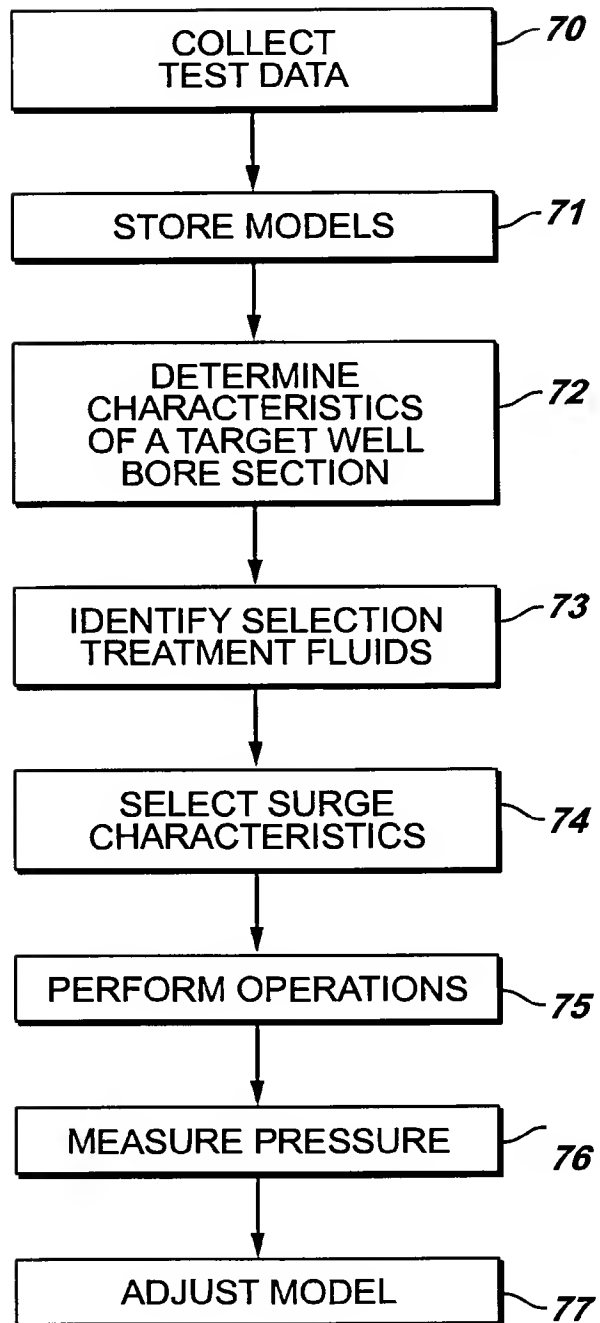 COLLECT
TEST DATA
70
STORE MODELS
71
DETERMINE
CHARACTERISTICS
OF A TARGET WELL
BORE SECTION
72
IDENTIFY SELECTION
TREATMENT FLUIDS
73
SELECT SURGE
CHARACTERISTICS
74
PERFORM OPERATIONS
75
MEASURE PRESSURE
76
ADJUST MODEL
77